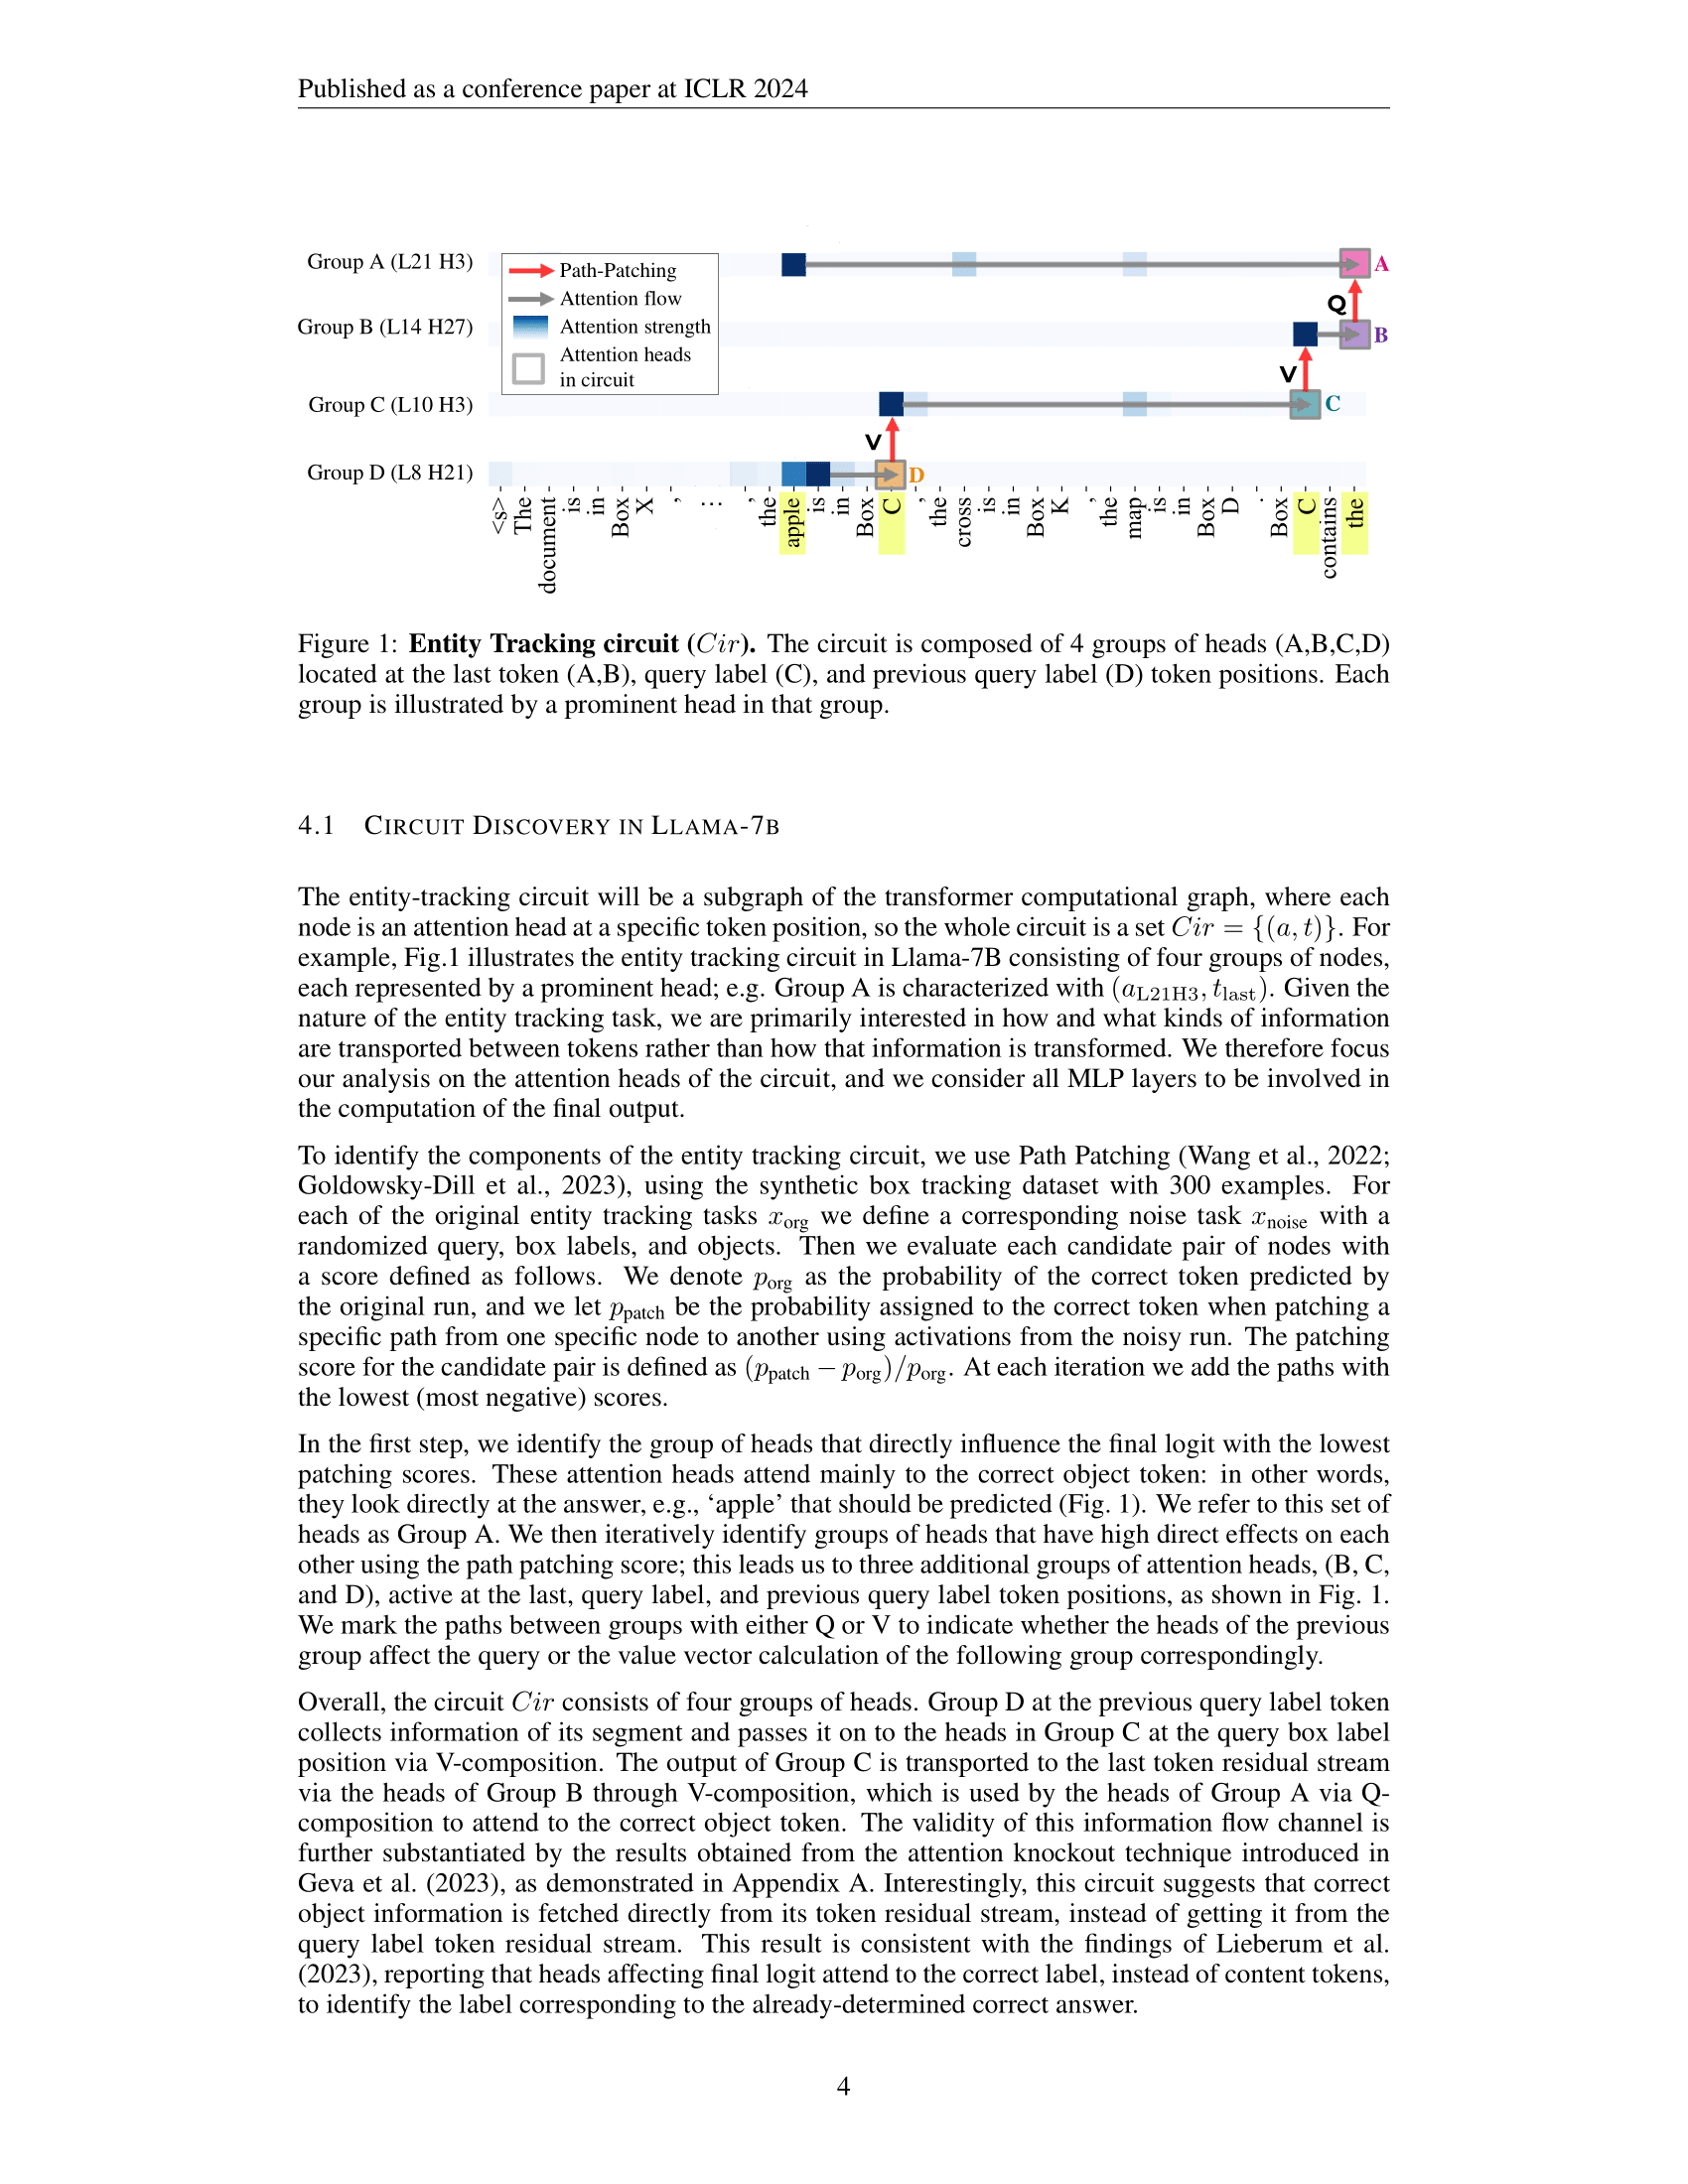 Published as a conference paper at ICLR 2024
Group A (L21 H3)
Group B (L14 H27)
Group C (L10 H3)
Group D (L8 H21)
Path-Patching
Attention flow
Attention strength
Attention heads
in circuit
A
Q
B
V
C
V
D
<s> The document is in Box X , ... , the apple is in Box C , the cross is in Box K , the map is in Box D . Box C contains the
Figure 1: Entity Tracking circuit (Cir). The circuit is composed of 4 groups of heads (A,B,C,D)
located at the last token (A,B), query label (C), and previous query label (D) token positions. Each
group is illustrated by a prominent head in that group.
4.1 CIRCUIT DISCOVERY IN LLAMA-7B
The entity-tracking circuit will be a subgraph of the transformer computational graph, where each
node is an attention head at a specific token position, so the whole circuit is a set Cir = {(a, t)}. For
example, Fig.1 illustrates the entity tracking circuit in Llama-7B consisting of four groups of nodes,
each represented by a prominent head; e.g. Group A is characterized with (a_L21H3, t_last). Given the
nature of the entity tracking task, we are primarily interested in how and what kinds of information
are transported between tokens rather than how that information is transformed. We therefore focus
our analysis on the attention heads of the circuit, and we consider all MLP layers to be involved in
the computation of the final output.
To identify the components of the entity tracking circuit, we use Path Patching (Wang et al., 2022;
Goldowsky-Dill et al., 2023), using the synthetic box tracking dataset with 300 examples. For
each of the original entity tracking tasks x_org we define a corresponding noise task x_noise with a
randomized query, box labels, and objects. Then we evaluate each candidate pair of nodes with
a score defined as follows. We denote p_org as the probability of the correct token predicted by
the original run, and we let p_patch be the probability assigned to the correct token when patching a
specific path from one specific node to another using activations from the noisy run. The patching
score for the candidate pair is defined as (p_patch − p_org)/p_org. At each iteration we add the paths with
the lowest (most negative) scores.
In the first step, we identify the group of heads that directly influence the final logit with the lowest
patching scores. These attention heads attend mainly to the correct object token: in other words,
they look directly at the answer, e.g., ‘apple’ that should be predicted (Fig. 1). We refer to this set of
heads as Group A. We then iteratively identify groups of heads that have high direct effects on each
other using the path patching score; this leads us to three additional groups of attention heads, (B, C,
and D), active at the last, query label, and previous query label token positions, as shown in Fig. 1.
We mark the paths between groups with either Q or V to indicate whether the heads of the previous
group affect the query or the value vector calculation of the following group correspondingly.
Overall, the circuit Cir consists of four groups of heads. Group D at the previous query label token
collects information of its segment and passes it on to the heads in Group C at the query box label
position via V-composition. The output of Group C is transported to the last token residual stream
via the heads of Group B through V-composition, which is used by the heads of Group A via Q-
composition to attend to the correct object token. The validity of this information flow channel is
further substantiated by the results obtained from the attention knockout technique introduced in
Geva et al. (2023), as demonstrated in Appendix A. Interestingly, this circuit suggests that correct
object information is fetched directly from its token residual stream, instead of getting it from the
query label token residual stream. This result is consistent with the findings of Lieberum et al.
(2023), reporting that heads affecting final logit attend to the correct label, instead of content tokens,
to identify the label corresponding to the already-determined correct answer.
4